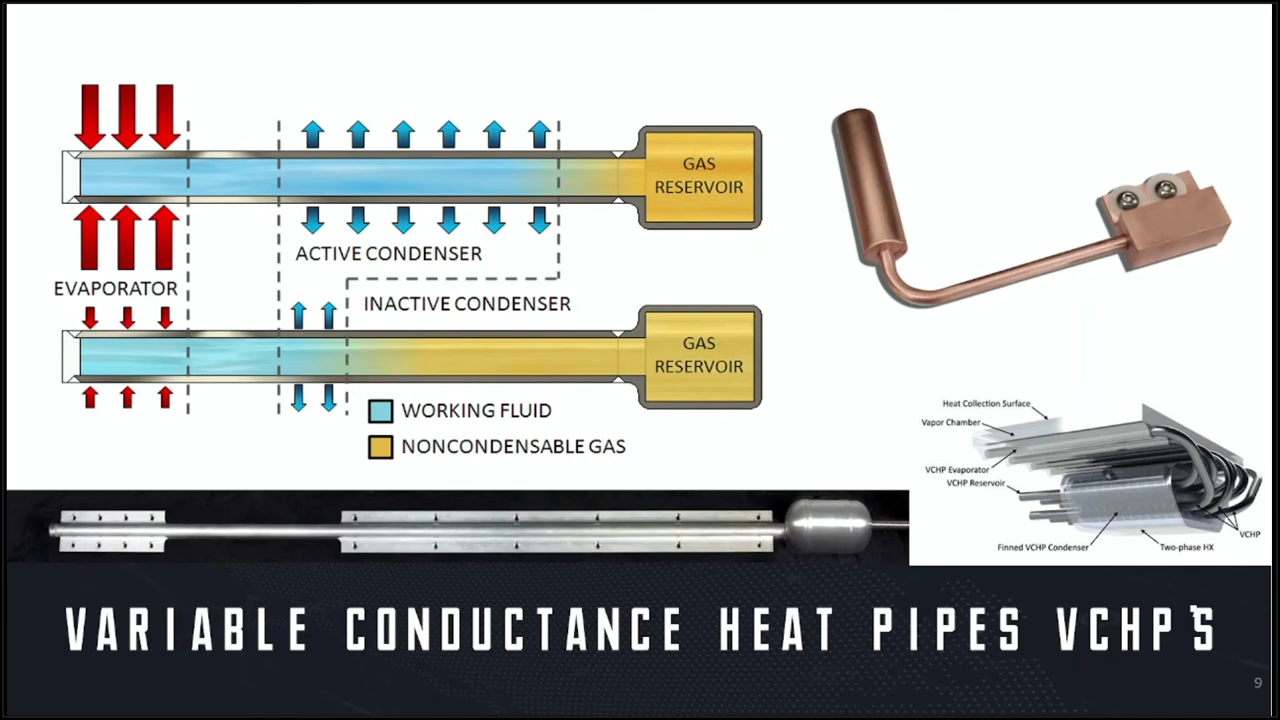 GAS
RESERVOIR
ACTIVE CONDENSER
EVAPORATOR
INACTIVE CONDENSER
GAS
RESERVOIR
WORKING FLUID
NONCONDENSABLE GAS
Heat Collection Surface
Vapor Chamber
VCHP Evaporator
VCHP Reservoir
VCHP
Finned VCHP Condenser
Two-phase HX
VARIABLE CONDUCTANCE HEAT PIPES VCHP'S
9